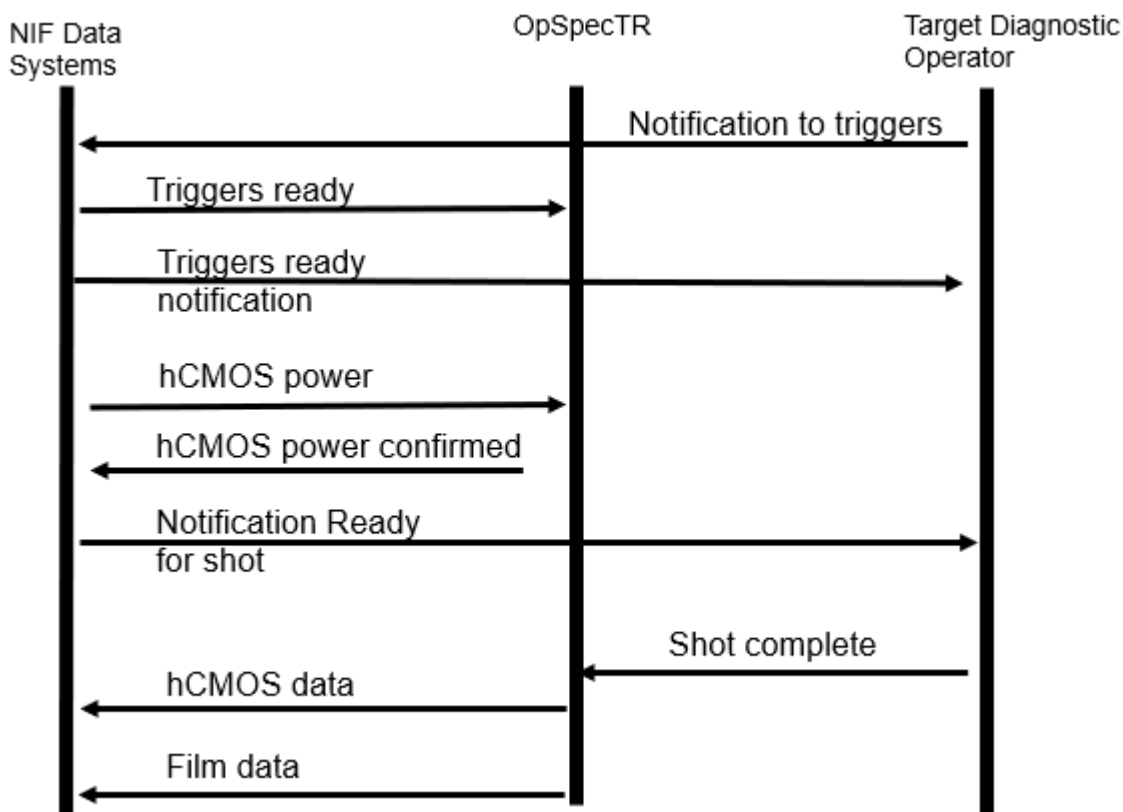 NIF Data
Systems
OpSpecTR
Target Diagnostic
Operator
Notification to triggers
Triggers ready
Triggers ready
notification
hCMOS power
hCMOS power confirmed
Notification Ready
for shot
Shot complete
hCMOS data
Film data